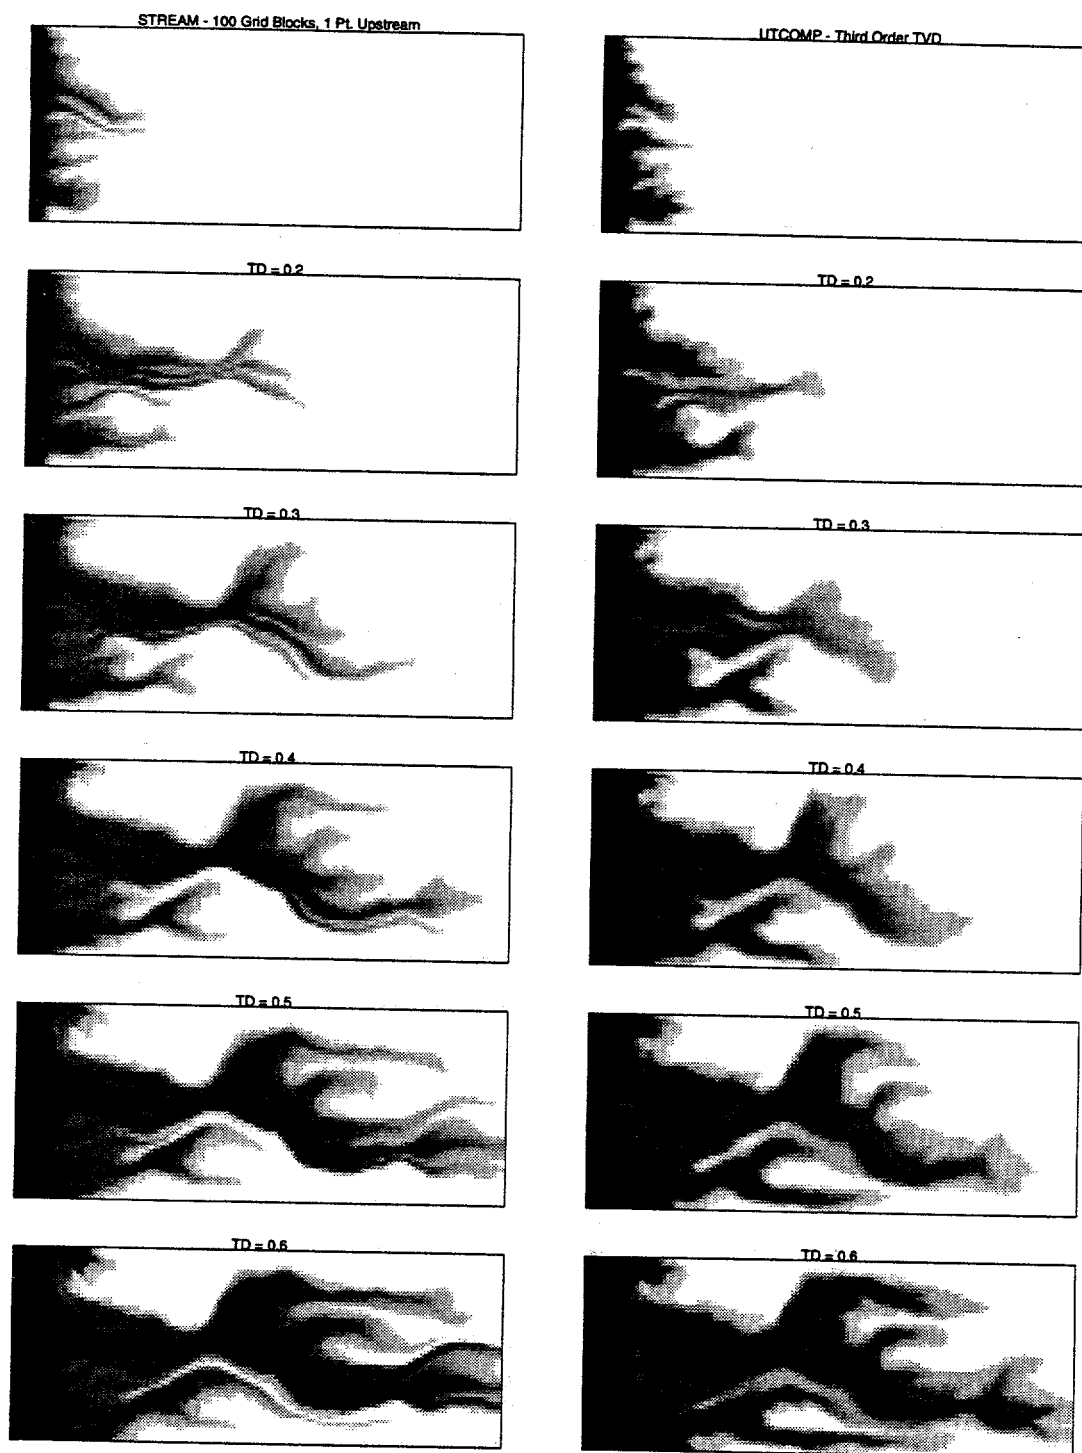 STREAM - 100 Grid Blocks, 1 Pt. Upstream
UTCOMP - Third Order TVD
TD = 0.2
TD = 0.2
TD = 0.3
TD = 0.3
TD = 0.4
TD = 0.4
TD = 0.5
TD = 0.5
TD = 0.6
TD = 0.6